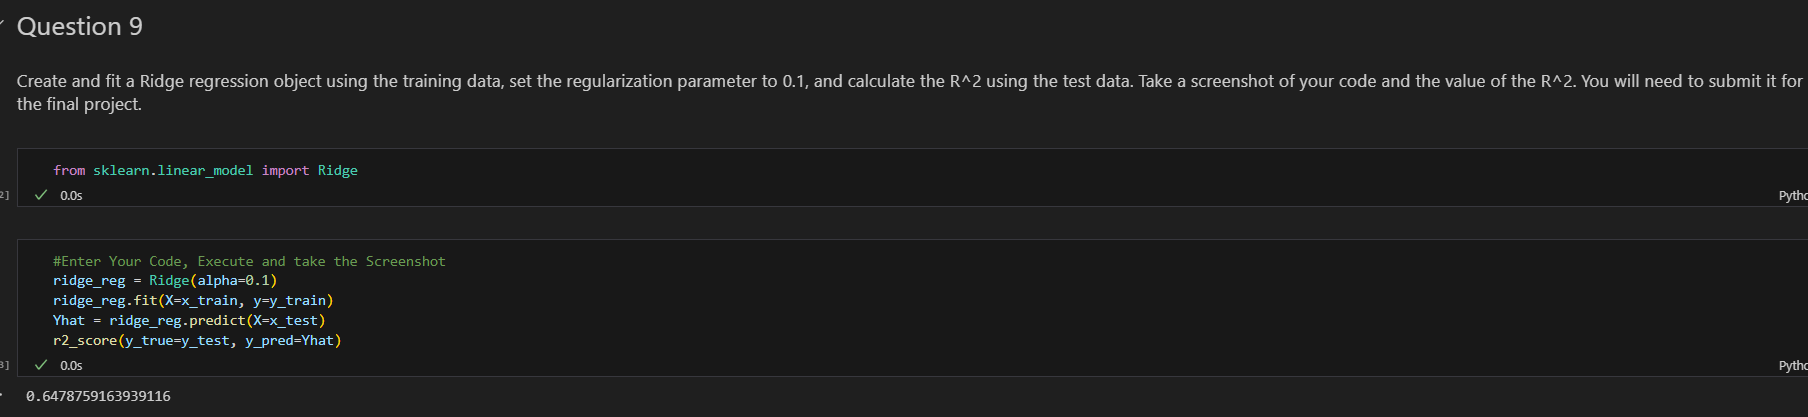 Question 9
Create and fit a Ridge regression object using the training data, set the regularization parameter to 0.1, and calculate the R^2 using the test data. Take a screenshot of your code and the value of the R^2. You will need to submit it for
the final project.
from sklearn.linear_model import Ridge
2] 0.0s Pytho
#Enter Your Code, Execute and take the Screenshot
ridge_reg = Ridge(alpha=0.1)
ridge_reg.fit(X=x_train, y=y_train)
Yhat = ridge_reg.predict(X=x_test)
r2_score(y_true=y_test, y_pred=Yhat)
3] 0.0s Pytho
0.6478759163939116